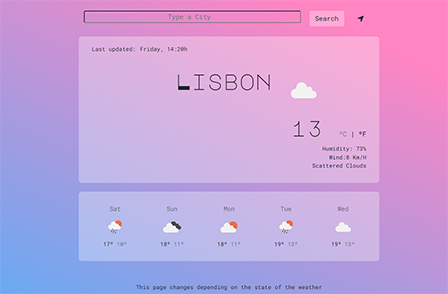 Type a City
Search
Last updated: Friday, 14:20h
LISBON
13 °C | °F
Humidity: 73%
Wind:8 Km/H
Scattered Clouds
Sat Sun Mon Tue Wed
17° 10° 18° 11° 18° 11° 19° 13° 19° 13°
This page changes depending on the state of the weather